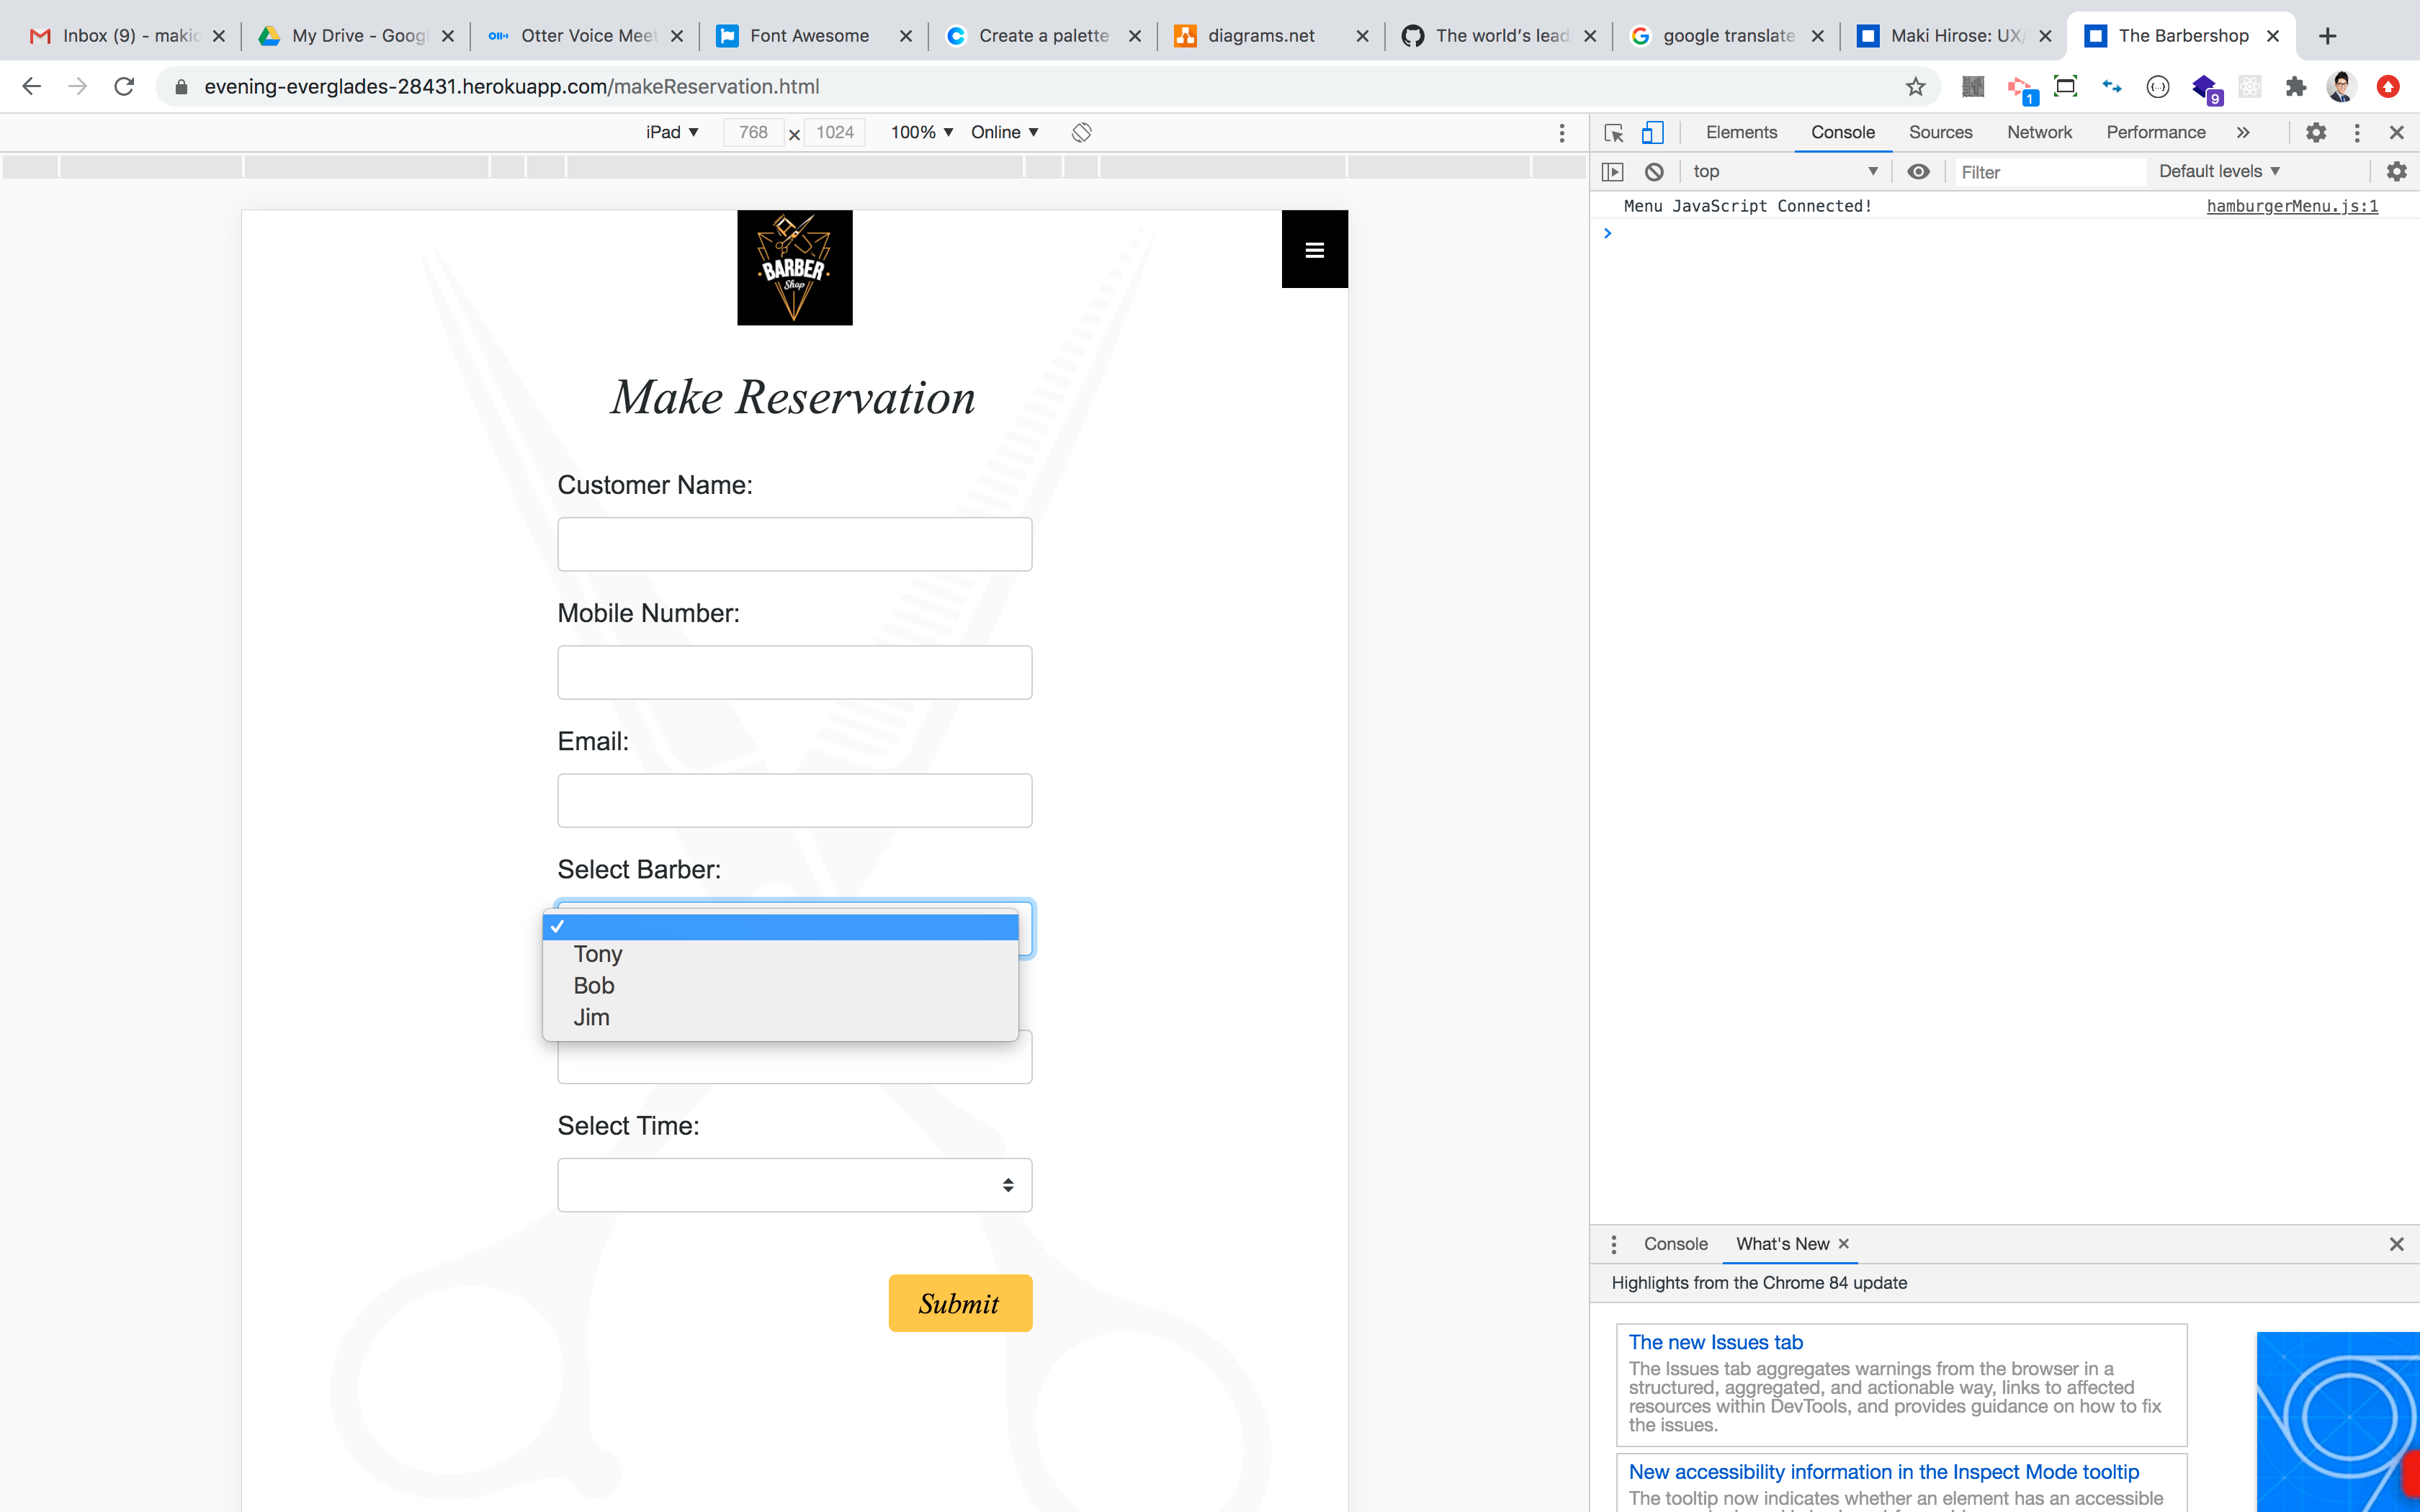 Inbox (9) - makic
My Drive - Googl
Otter Voice Meet
Font Awesome
Create a palette
diagrams.net
The world's lead
google translate
Maki Hirose: UX/
The Barbershop
evening-everglades-28431.herokuapp.com/makeReservation.html
1
9
iPad ▼ 768 × 1024 100% ▼ Online ▼
Elements Console Sources Network Performance »
top ▼ Filter Default levels ▼
Menu JavaScript Connected! hamburgerMenu.js:1
BARBER
Shop
Make Reservation
Customer Name:
Mobile Number:
Email:
Select Barber:
Tony
Bob
Jim
Select Time:
Submit
Console What's New
Highlights from the Chrome 84 update
The new Issues tab
The Issues tab aggregates warnings from the browser in a
structured, aggregated, and actionable way, links to affected
resources within DevTools, and provides guidance on how to fix
the issues.
New accessibility information in the Inspect Mode tooltip
The tooltip now indicates whether an element has an accessible